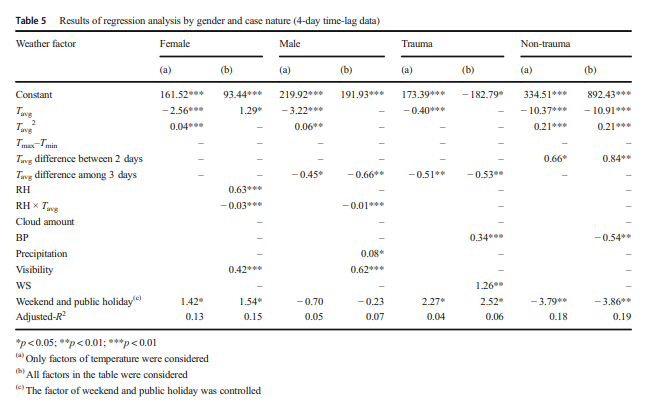 Table 5 Results of regression analysis by gender and case nature (4-day time-lag data)
Weather factor Female Male Trauma Non-trauma
(a) (b) (a) (b) (a) (b) (a) (b)
Constant 161.52*** 93.44*** 219.92*** 191.93*** 173.39*** −182.79* 334.51*** 892.43***
Tavg −2.56*** 1.29* −3.22*** – −0.40*** – −10.37*** −10.91***
Tavg² 0.04*** – 0.06** – – – 0.21*** 0.21***
Tmax–Tmin – – – – – – – –
Tavg difference between 2 days – – – – – – 0.66* 0.84**
Tavg difference among 3 days – – −0.45* −0.66** −0.51** −0.53** – –
RH 0.63*** – – –
RH × Tavg −0.03*** −0.01*** – –
Cloud amount – – – –
BP – – 0.34*** −0.54**
Precipitation – 0.08* – –
Visibility 0.42*** 0.62*** – –
WS – – 1.26** –
Weekend and public holiday(c) 1.42* 1.54* −0.70 −0.23 2.27* 2.52* −3.79** −3.86**
Adjusted-R² 0.13 0.15 0.05 0.07 0.04 0.06 0.18 0.19
*p < 0.05; **p < 0.01; ***p < 0.01
(a) Only factors of temperature were considered
(b) All factors in the table were considered
(c) The factor of weekend and public holiday was controlled